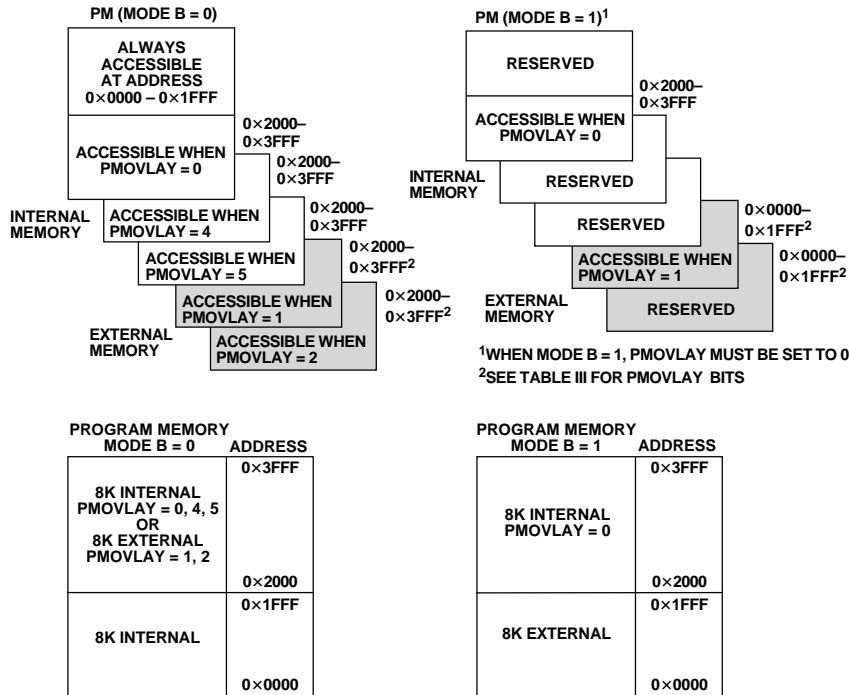 PM (MODE B = 0)
ALWAYS
ACCESSIBLE
AT ADDRESS
0×0000 – 0×1FFF
0×2000–
0×3FFF
ACCESSIBLE WHEN
PMOVLAY = 0
0×2000–
0×3FFF
INTERNAL
MEMORY
ACCESSIBLE WHEN
PMOVLAY = 4
0×2000–
0×3FFF
ACCESSIBLE WHEN
PMOVLAY = 5
0×2000–
0×3FFF2
ACCESSIBLE WHEN
PMOVLAY = 1
0×2000–
0×3FFF2
EXTERNAL
MEMORY
ACCESSIBLE WHEN
PMOVLAY = 2
PM (MODE B = 1)1
RESERVED
0×2000–
0×3FFF
ACCESSIBLE WHEN
PMOVLAY = 0
INTERNAL
MEMORY
RESERVED
RESERVED
0×0000–
0×1FFF2
ACCESSIBLE WHEN
PMOVLAY = 1
0×0000–
0×1FFF2
EXTERNAL
MEMORY
RESERVED
1WHEN MODE B = 1, PMOVLAY MUST BE SET TO 0
2SEE TABLE III FOR PMOVLAY BITS
PROGRAM MEMORY
MODE B = 0 ADDRESS
0×3FFF
8K INTERNAL
PMOVLAY = 0, 4, 5
OR
8K EXTERNAL
PMOVLAY = 1, 2
0×2000
0×1FFF
8K INTERNAL
0×0000
PROGRAM MEMORY
MODE B = 1 ADDRESS
0×3FFF
8K INTERNAL
PMOVLAY = 0
0×2000
0×1FFF
8K EXTERNAL
0×0000